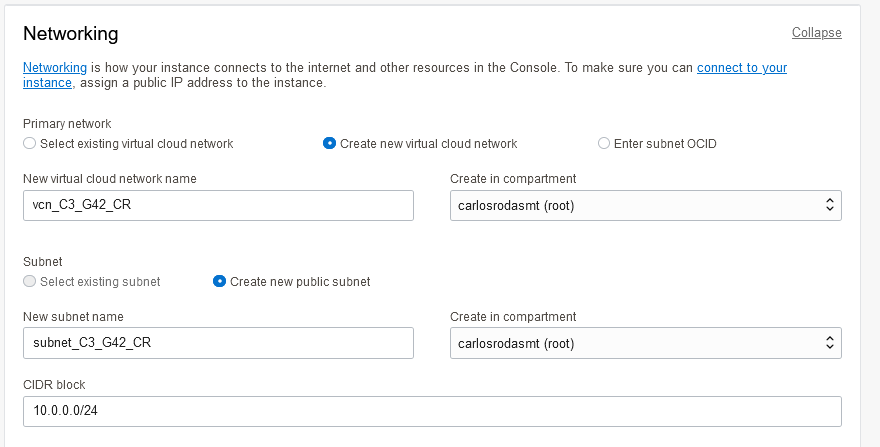 Networking
Collapse
Networking is how your instance connects to the internet and other resources in the Console. To make sure you can connect to your
instance, assign a public IP address to the instance.
Primary network
Select existing virtual cloud network
Create new virtual cloud network
Enter subnet OCID
New virtual cloud network name
Create in compartment
vcn_C3_G42_CR
carlosrodasmt (root)
Subnet
Select existing subnet
Create new public subnet
New subnet name
Create in compartment
subnet_C3_G42_CR
carlosrodasmt (root)
CIDR block
10.0.0.0/24